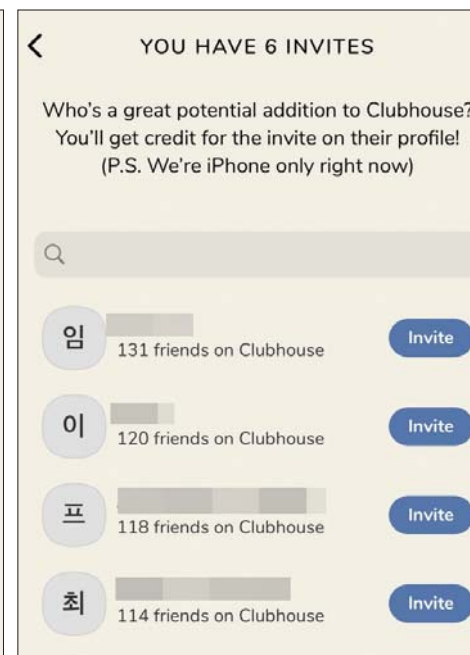 YOU HAVE 6 INVITES
Who's a great potential addition to Clubhouse?
You'll get credit for the invite on their profile!
(P.S. We're iPhone only right now)
임
131 friends on Clubhouse
Invite
이
120 friends on Clubhouse
Invite
프
118 friends on Clubhouse
Invite
최
114 friends on Clubhouse
Invite